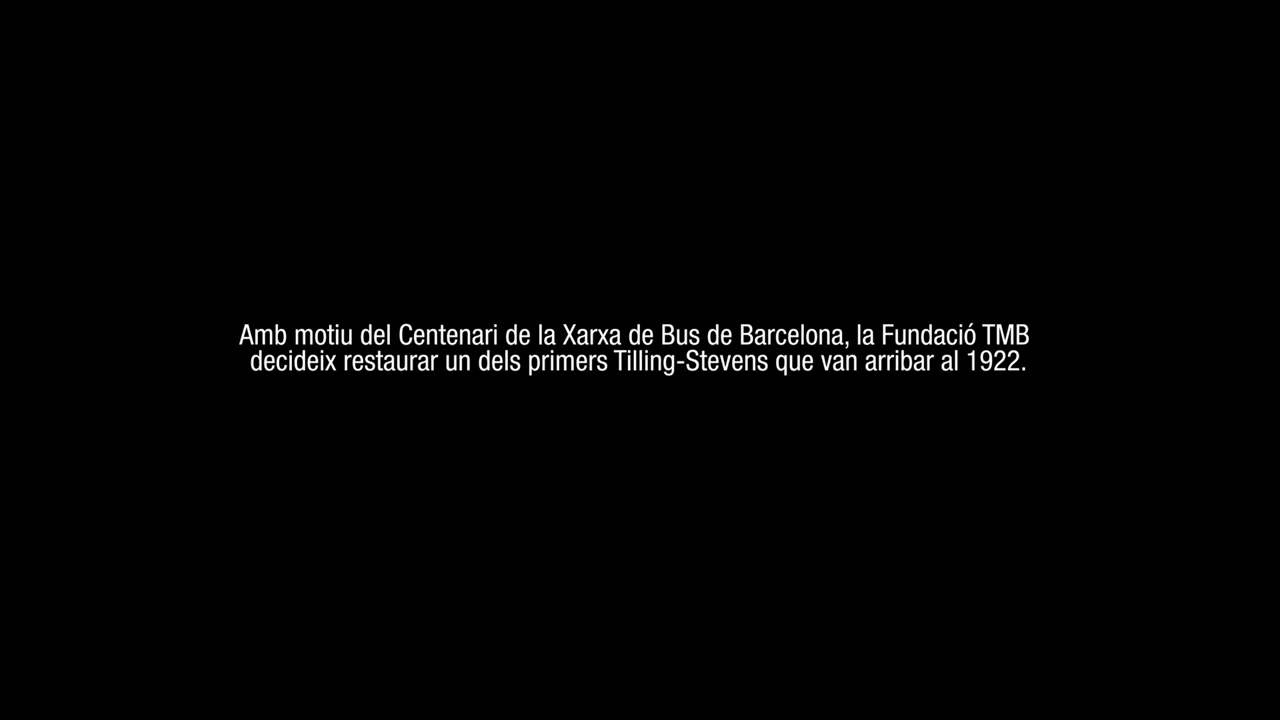 Amb motiu del Centenari de la Xarxa de Bus de Barcelona, la Fundació TMB
decideix restaurar un dels primers Tilling-Stevens que van arribar al 1922.